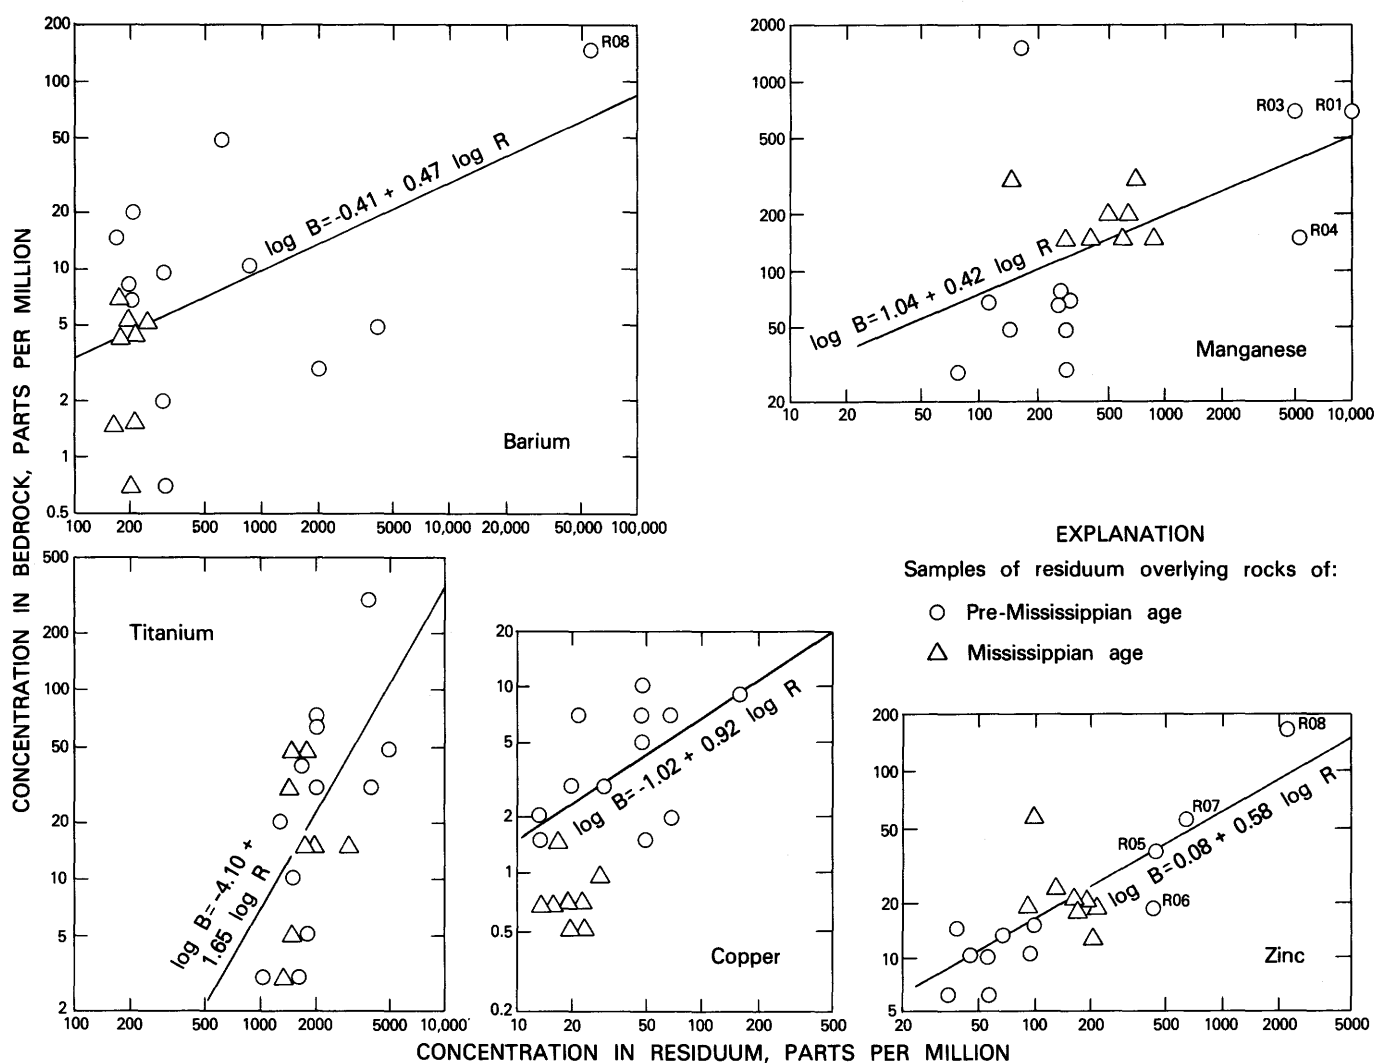 CONCENTRATION IN BEDROCK, PARTS PER MILLION
200
100
50
20
10
5
2
1
0.5
100 200 500 1000 2000 5000 10,000 50,000 100,000
R08
log B=-0.41 + 0.47 log R
Barium
2000
1000
500
200
100
50
20
10 20 50 100 200 500 1000 2000 5000 10,000
R03 R01
R04
log B=1.04 + 0.42 log R
Manganese
EXPLANATION
Samples of residuum overlying rocks of:
Pre-Mississippian age
Mississippian age
500
200
100
50
20
10
5
2
100 200 500 1000 2000 5000 10,000
Titanium
log B=-4.10 +
1.65 log R
20
10
5
2
1
0.5
0.2
10 20 50 100 200 500
log B=-1.02 + 0.92 log R
Copper
200
100
50
20
10
5
20 50 100 200 500 1000 2000 5000
R08
R07
R05
R06
log B=0.08 + 0.58 log R
Zinc
CONCENTRATION IN RESIDUUM, PARTS PER MILLION